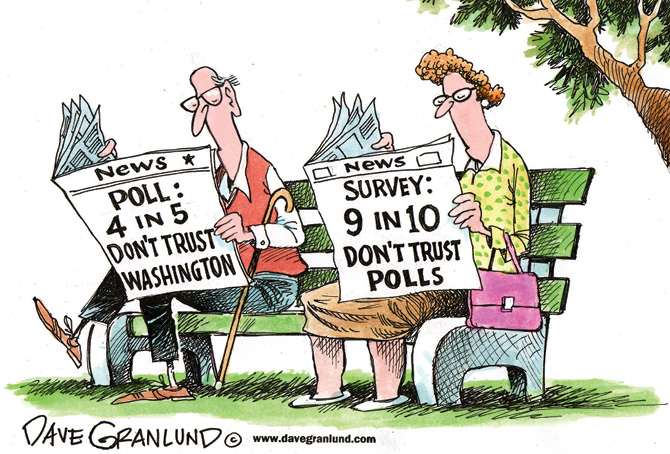 News ★
POLL:
4 IN 5
DON'T TRUST
WASHINGTON
News
SURVEY:
9 IN 10
DON'T TRUST
POLLS
DAVE GRANLUND © www.davegranlund.com